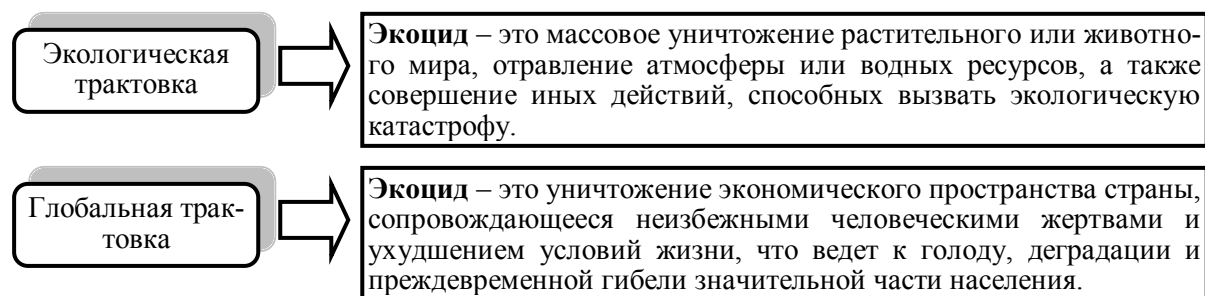 Экологическая
трактовка
Экоцид – это массовое уничтожение растительного или животно-
го мира, отравление атмосферы или водных ресурсов, а также
совершение иных действий, способных вызвать экологическую
катастрофу.
Глобальная трак-
товка
Экоцид – это уничтожение экономического пространства страны,
сопровождающееся неизбежными человеческими жертвами и
ухудшением условий жизни, что ведет к голоду, деградации и
преждевременной гибели значительной части населения.